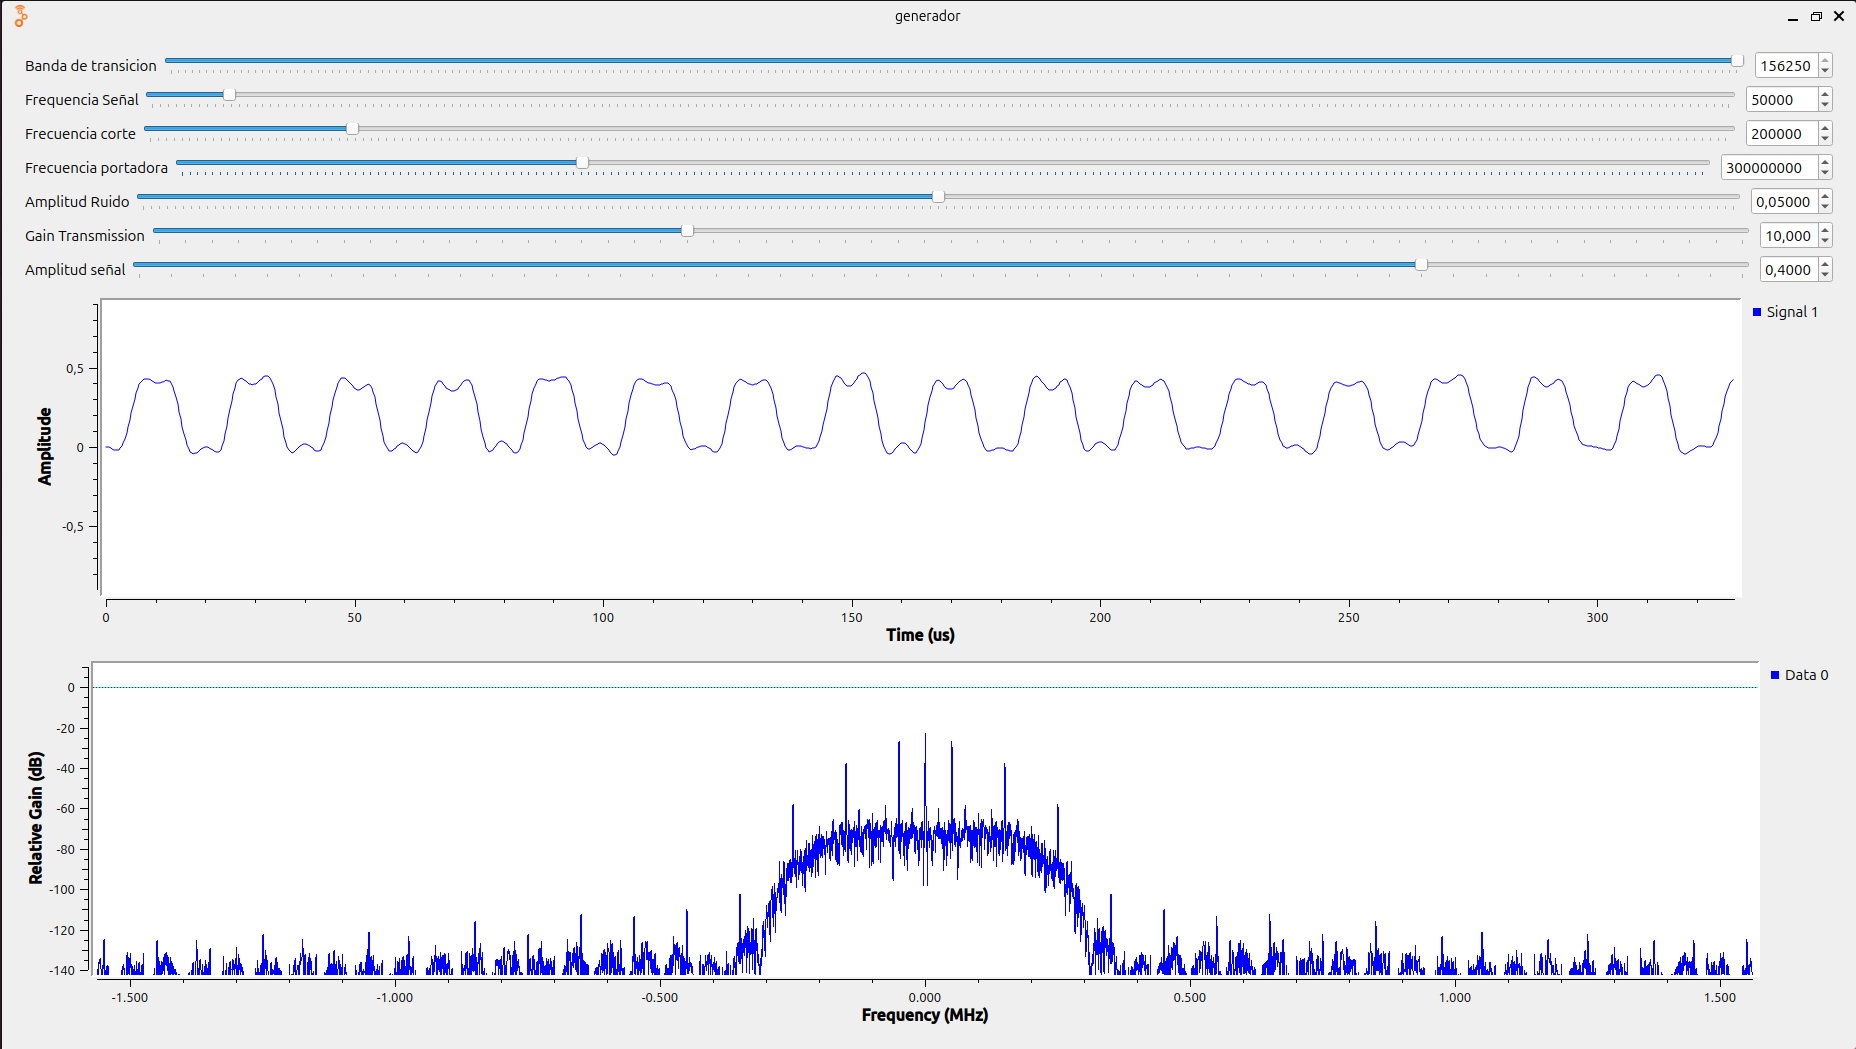 generador
Banda de transicion 156250
Frequencia Señal 50000
Frecuencia corte 200000
Frecuencia portadora 300000000
Amplitud Ruido 0,05000
Gain Transmission 10,000
Amplitud señal 0,4000
Signal 1
0,5
0
-0,5
Amplitude
0 50 100 150 200 250 300
Time (us)
Data 0
0
-20
-40
-60
-80
-100
-120
-140
Relative Gain (dB)
-1.500 -1.000 -0.500 0.000 0.500 1.000 1.500
Frequency (MHz)